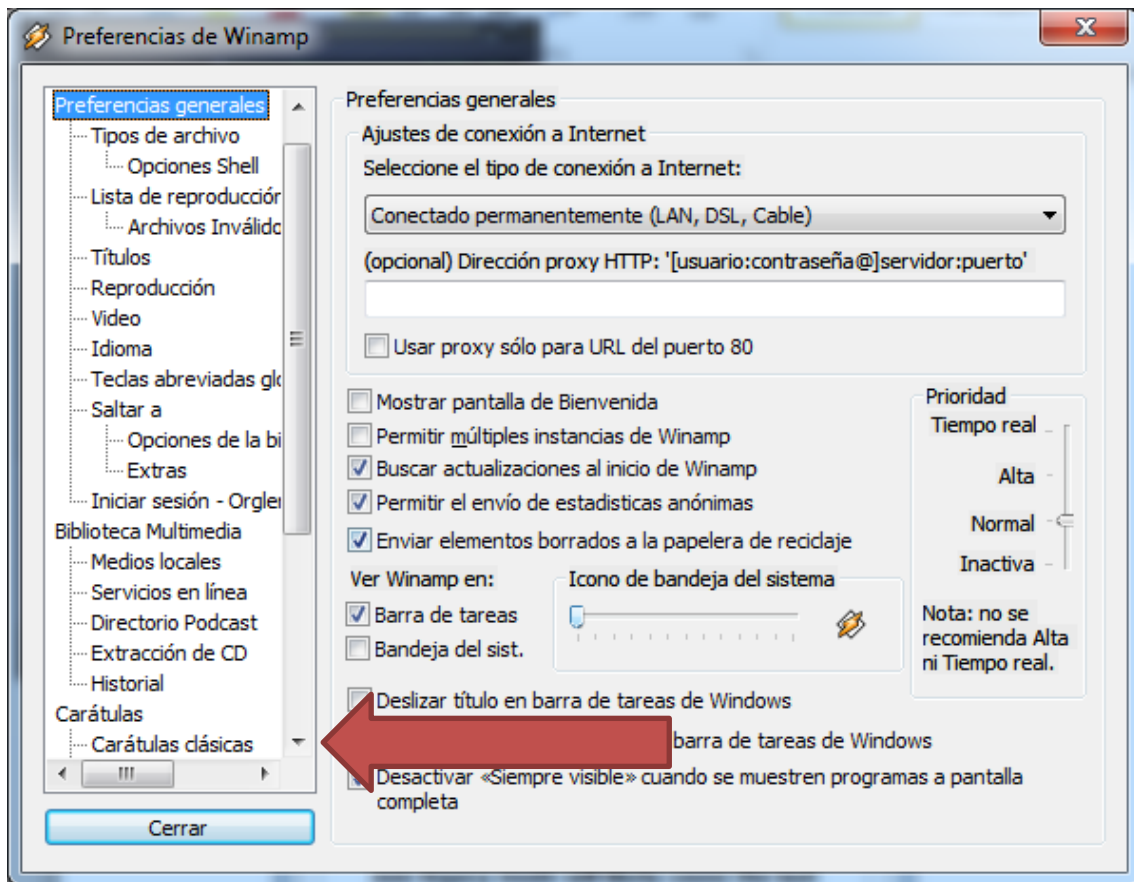 Preferencias de Winamp
Preferencias generales
Tipos de archivo
Opciones Shell
Lista de reproducción
Archivos Inválido
Títulos
Reproducción
Video
Idioma
Teclas abreviadas glo
Saltar a
Opciones de la bi
Extras
Iniciar sesión - Orgler
Biblioteca Multimedia
Medios locales
Servicios en línea
Directorio Podcast
Extracción de CD
Historial
Carátulas
Carátulas clásicas
Cerrar
Preferencias generales
Ajustes de conexión a Internet
Seleccione el tipo de conexión a Internet:
Conectado permanentemente (LAN, DSL, Cable)
(opcional) Dirección proxy HTTP: '[usuario:contraseña@]servidor:puerto'
Usar proxy sólo para URL del puerto 80
Mostrar pantalla de Bienvenida
Permitir múltiples instancias de Winamp
Buscar actualizaciones al inicio de Winamp
Permitir el envío de estadisticas anónimas
Enviar elementos borrados a la papelera de reciclaje
Prioridad
Tiempo real
Alta
Normal
Inactiva
Nota: no se
recomienda Alta
ni Tiempo real.
Ver Winamp en:
Barra de tareas
Bandeja del sist.
Icono de bandeja del sistema
Deslizar título en barra de tareas de Windows
barra de tareas de Windows
Desactivar «Siempre visible» cuando se muestren programas a pantalla
completa